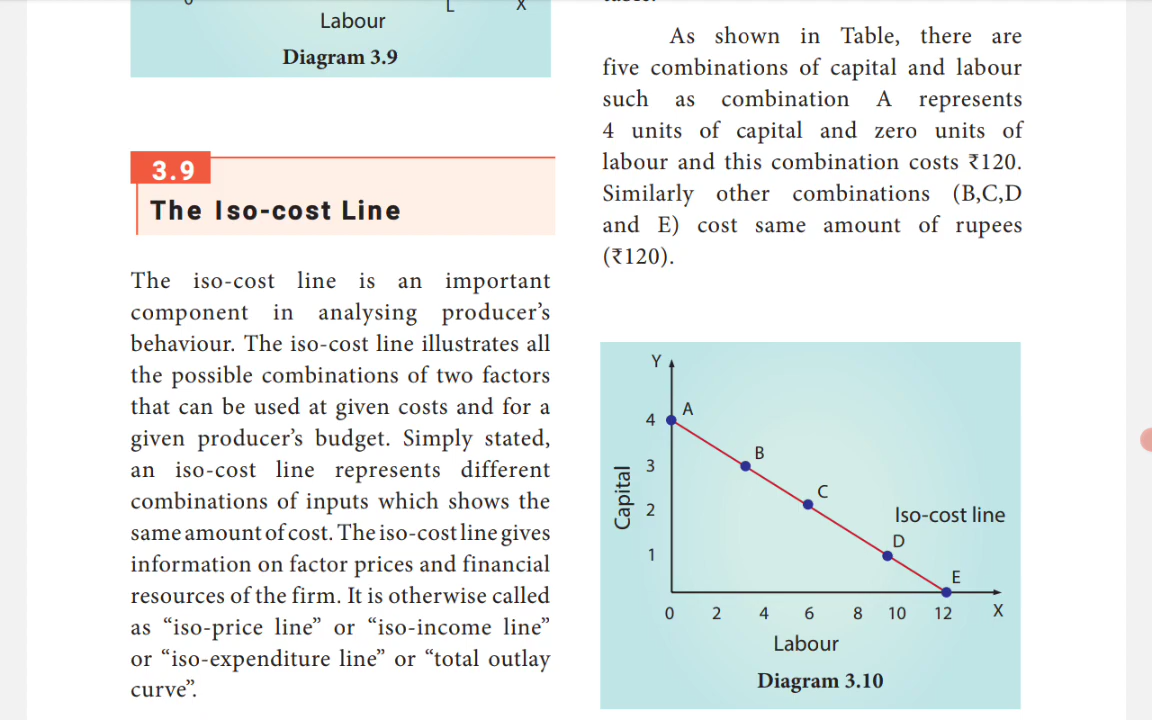 L X
Labour
Diagram 3.9
3.9
The Iso-cost Line
The iso-cost line is an important
component in analysing producer's
behaviour. The iso-cost line illustrates all
the possible combinations of two factors
that can be used at given costs and for a
given producer's budget. Simply stated,
an iso-cost line represents different
combinations of inputs which shows the
same amount of cost. The iso-cost line gives
information on factor prices and financial
resources of the firm. It is otherwise called
as “iso-price line” or “iso-income line”
or “iso-expenditure line” or “total outlay
curve”.
As shown in Table, there are
five combinations of capital and labour
such as combination A represents
4 units of capital and zero units of
labour and this combination costs ₹120.
Similarly other combinations (B,C,D
and E) cost same amount of rupees
(₹120).
Y
A
4
B
3
C
2
Capital
Iso-cost line
D
1
E
0 2 4 6 8 10 12 X
Labour
Diagram 3.10